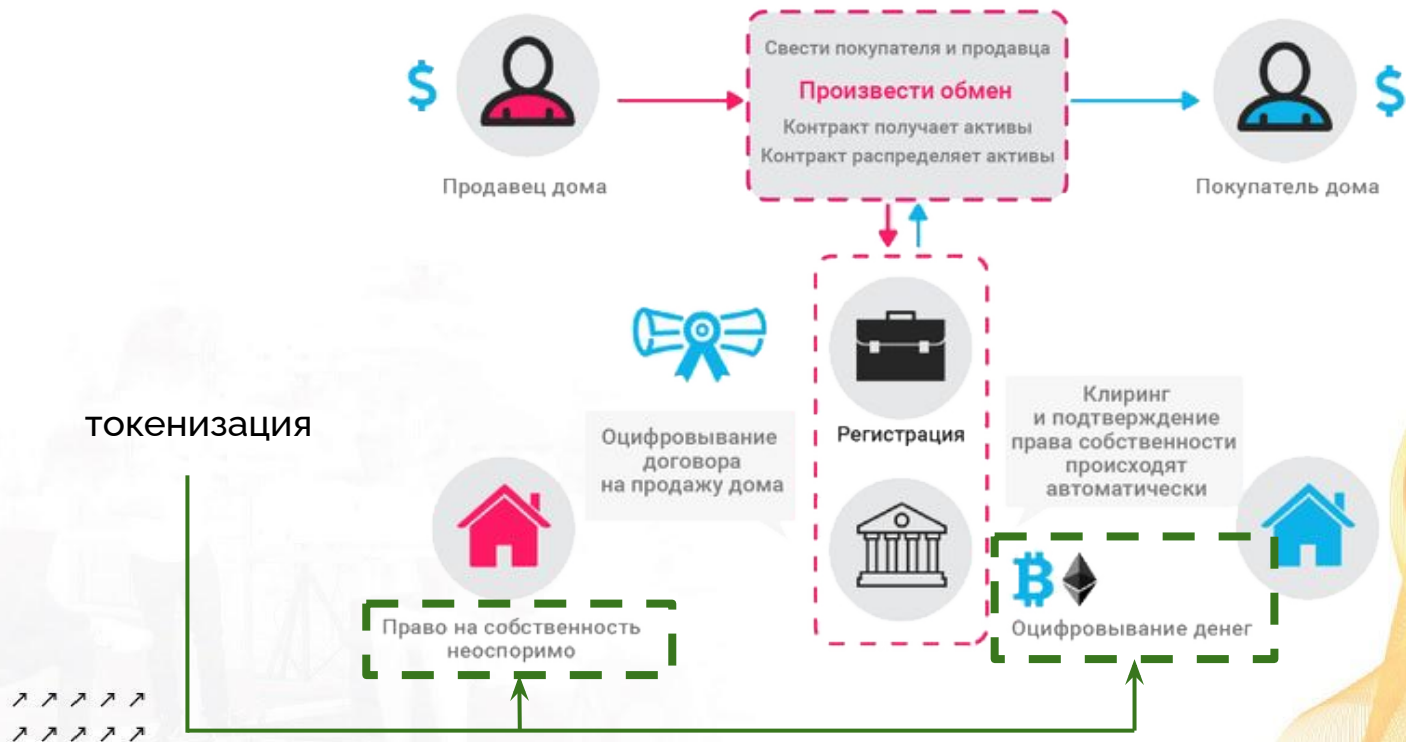 Свести покупателя и продавца
Произвести обмен
Контракт получает активы
Контракт распределяет активы
$
$
Продавец дома
Покупатель дома
токенизация
Оцифровывание
договора
на продажу дома
Регистрация
Клиринг
и подтверждение
права собственности
происходят
автоматически
Право на собственность
неоспоримо
Оцифровывание денег